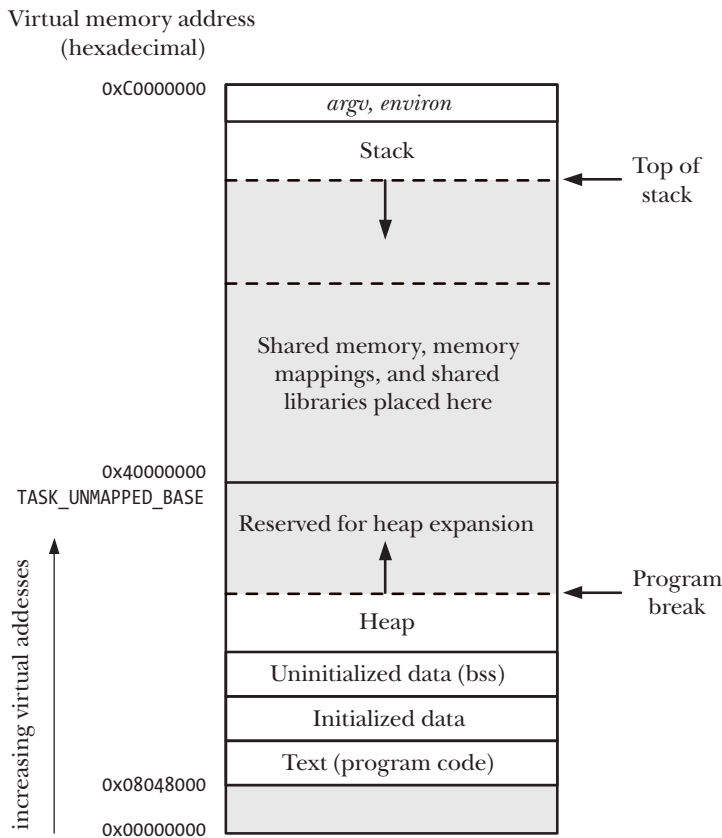 Virtual memory address
(hexadecimal)
0xC0000000
argv, environ
Stack
Top of
stack
Shared memory, memory
mappings, and shared
libraries placed here
0x40000000
TASK_UNMAPPED_BASE
Reserved for heap expansion
Program
break
Heap
Uninitialized data (bss)
Initialized data
Text (program code)
0x08048000
0x00000000
increasing virtual addesses